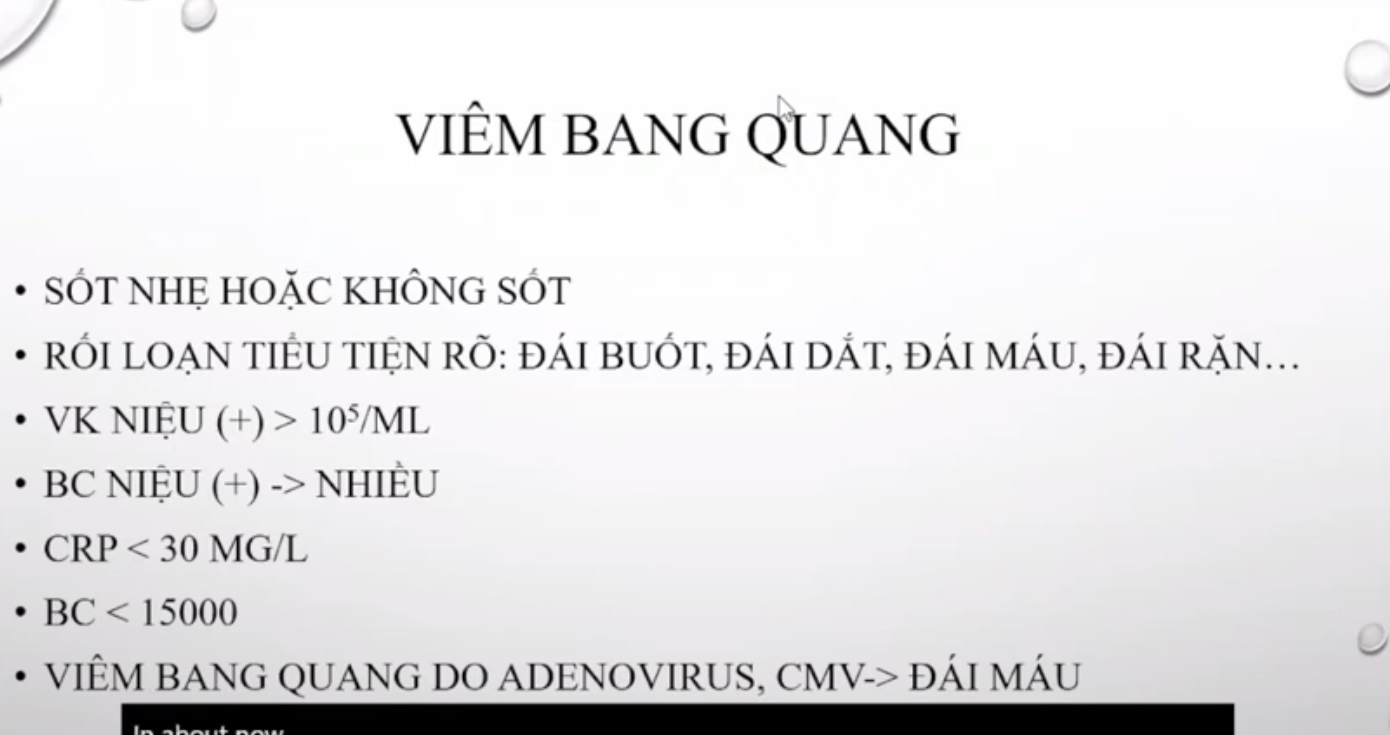 VIÊM BANG QUANG
• SỐT NHẸ HOẶC KHÔNG SỐT
• RỐI LOẠN TIỂU TIỆN RÕ: ĐÁI BUỐT, ĐÁI DẮT, ĐÁI MÁU, ĐÁI RẶN...
• VK NIỆU (+) > 10⁵/ML
• BC NIỆU (+) -> NHIỀU
• CRP < 30 MG/L
• BC < 15000
• VIÊM BANG QUANG DO ADENOVIRUS, CMV-> ĐÁI MÁU
In about now